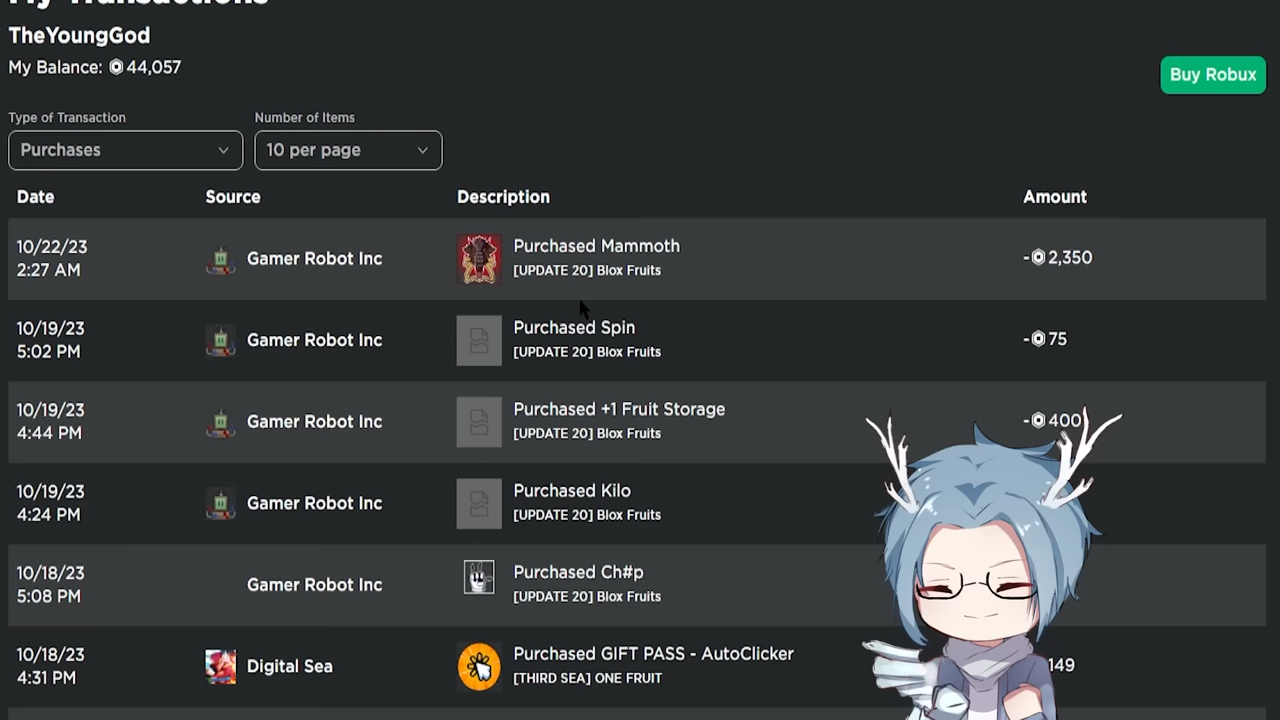 My Transactions
TheYoungGod
My Balance: 44,057
Buy Robux
Type of Transaction
Number of Items
Purchases
10 per page
Date
Source
Description
Amount
10/22/23
2:27 AM
Gamer Robot Inc
Purchased Mammoth
[UPDATE 20] Blox Fruits
-2,350
10/19/23
5:02 PM
Gamer Robot Inc
Purchased Spin
[UPDATE 20] Blox Fruits
-75
10/19/23
4:44 PM
Gamer Robot Inc
Purchased +1 Fruit Storage
[UPDATE 20] Blox Fruits
-400
10/19/23
4:24 PM
Gamer Robot Inc
Purchased Kilo
[UPDATE 20] Blox Fruits
10/18/23
5:08 PM
Gamer Robot Inc
Purchased Ch#p
[UPDATE 20] Blox Fruits
10/18/23
4:31 PM
Digital Sea
Purchased GIFT PASS - AutoClicker
[THIRD SEA] ONE FRUIT
149